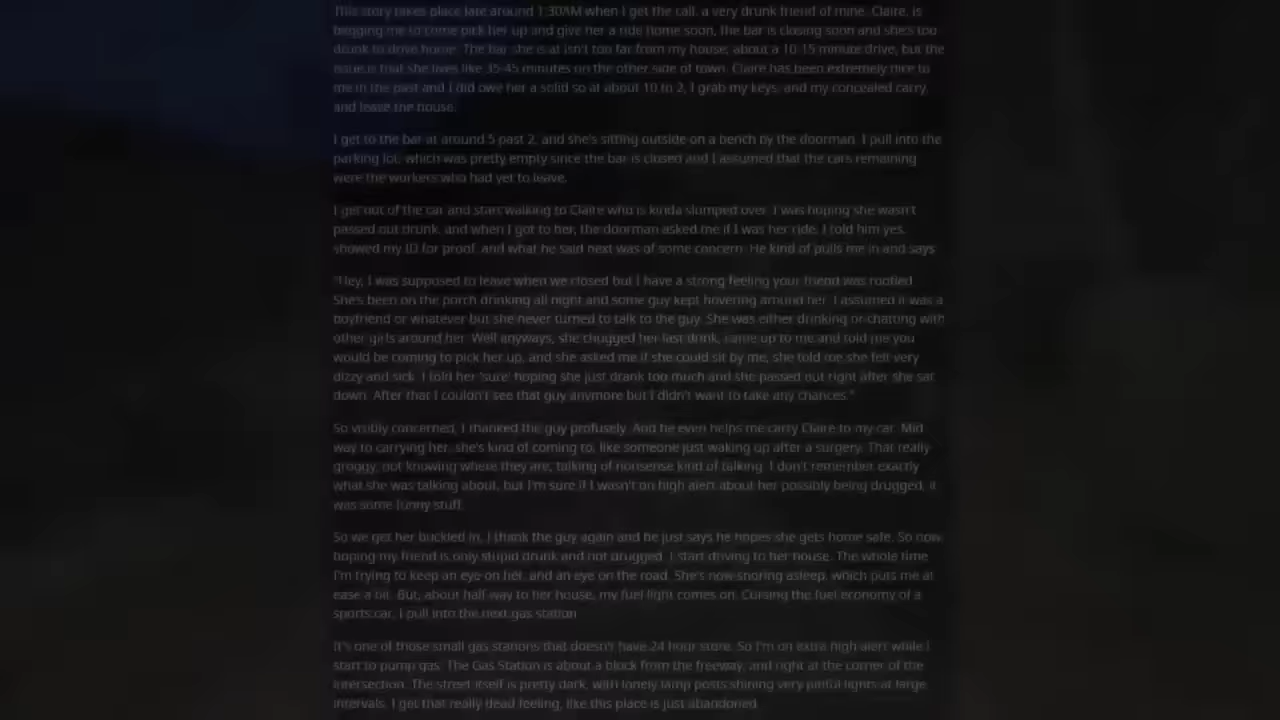 This story takes place late around 1:30AM when I get the call, a very drunk friend of mine, Claire, is
begging me to come pick her up and give her a ride home soon, the bar is closing soon and she's too
drunk to drive home. The bar she is at isn't too far from my house; about a 10-15 minute drive, but the
issue is that she lives like 35-45 minutes on the other side of town. Claire has been extremely nice to
me in the past and I did owe her a solid so at about 10 to 2, I grab my keys, and my concealed carry,
and leave the house.
I get to the bar at around 5 past 2, and she's sitting outside on a bench by the doorman. I pull into the
parking lot, which was pretty empty since the bar is closed and I assumed that the cars remaining
were the workers who had yet to leave.
I get out of the car and start walking to Claire who is kinda slumped over. I was hoping she wasn't
passed out drunk, and when I got to her, the doorman asked me if I was her ride. I told him yes,
showed my ID for proof, and what he said next was of some concern. He kind of pulls me in and says
"Hey, I was supposed to leave when we closed but I have a strong feeling your friend was roofied.
She's been on the porch drinking all night and some guy kept hovering around her. I assumed it was a
boyfriend or whatever but she never turned to talk to the guy. She was either drinking or chatting with
other girls around her. Well anyways, she chugged her last drink, came up to me and told me you
would be coming to pick her up, and she asked me if she could sit by me, she told me she felt very
dizzy and sick. I told her 'sure' hoping she just drank too much and she passed out right after she sat
down. After that I couldn't see that guy anymore but I didn't want to take any chances."
So visibly concerned, I thanked the guy profusely. And he even helps me carry Claire to my car. Mid
way to carrying her, she's kind of coming to, like someone just waking up after a surgery. That really
groggy, not knowing where they are, talking of nonsense kind of talking. I don't remember exactly
what she was talking about, but I'm sure if I wasn't on high alert about her possibly being drugged, it
was some funny stuff.
So we get her buckled in, I thank the guy again and he just says he hopes she gets home safe. So now
hoping my friend is only stupid drunk and not drugged, I start driving to her house. The whole time
I'm trying to keep an eye on her, and an eye on the road. She's now snoring asleep, which puts me at
ease a bit. But, about half way to her house, my fuel light comes on. Cursing the fuel economy of a
sports car, I pull into the next gas station.
It's one of those small gas stations that doesn't have 24 hour store. So I'm on extra high alert while I
start to pump gas. The Gas Station is about a block from the freeway, and right at the corner of the
intersection. The street itself is pretty dark, with lonely lamp posts shining very pitiful lights at large
intervals. I get that really dead feeling, like this place is just abandoned.